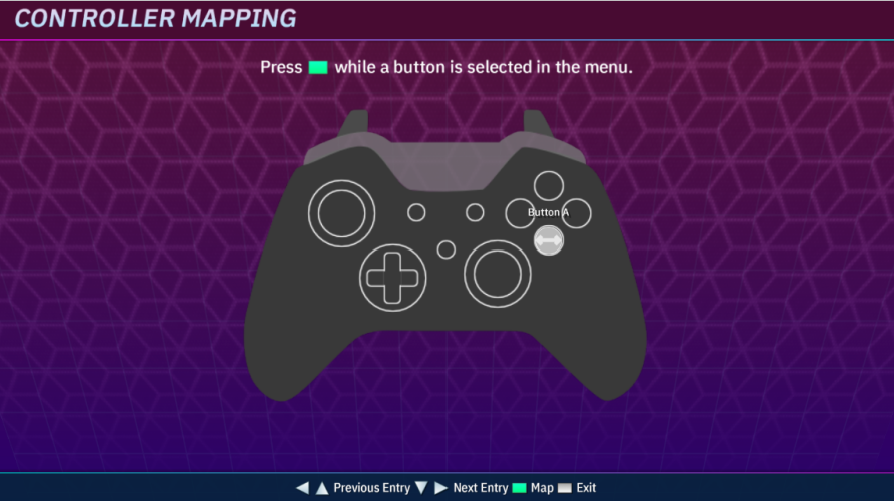 CONTROLLER MAPPING
Press while a button is selected in the menu.
Button A
Previous Entry Next Entry Map Exit